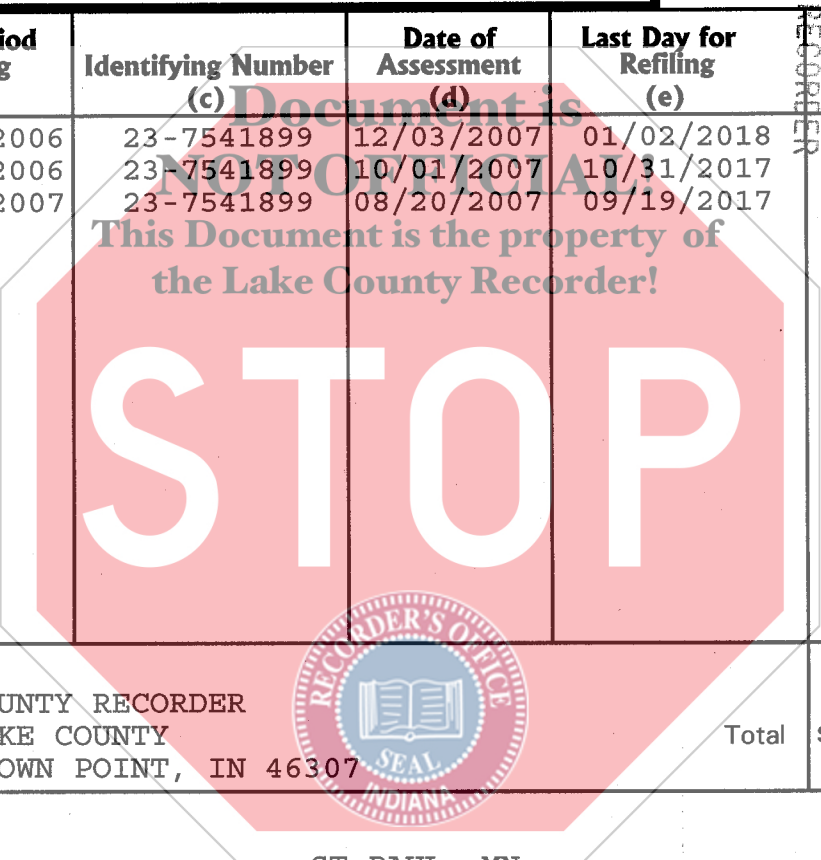 iod
g
Identifying Number
(c)
Date of
Assessment
(d)
Last Day for
Refiling
(e)
RECORDER
Document is
NOT OFFICIAL!
This Document is the property of
the Lake County Recorder!
2006 23-7541899 12/03/2007 01/02/2018
2006 23-7541899 10/01/2007 10/31/2017
2007 23-7541899 08/20/2007 09/19/2017
STOP
RECORDER'S OFFICE
SEAL
INDIANA
UNTY RECORDER
KE COUNTY
OWN POINT, IN 46307
Total